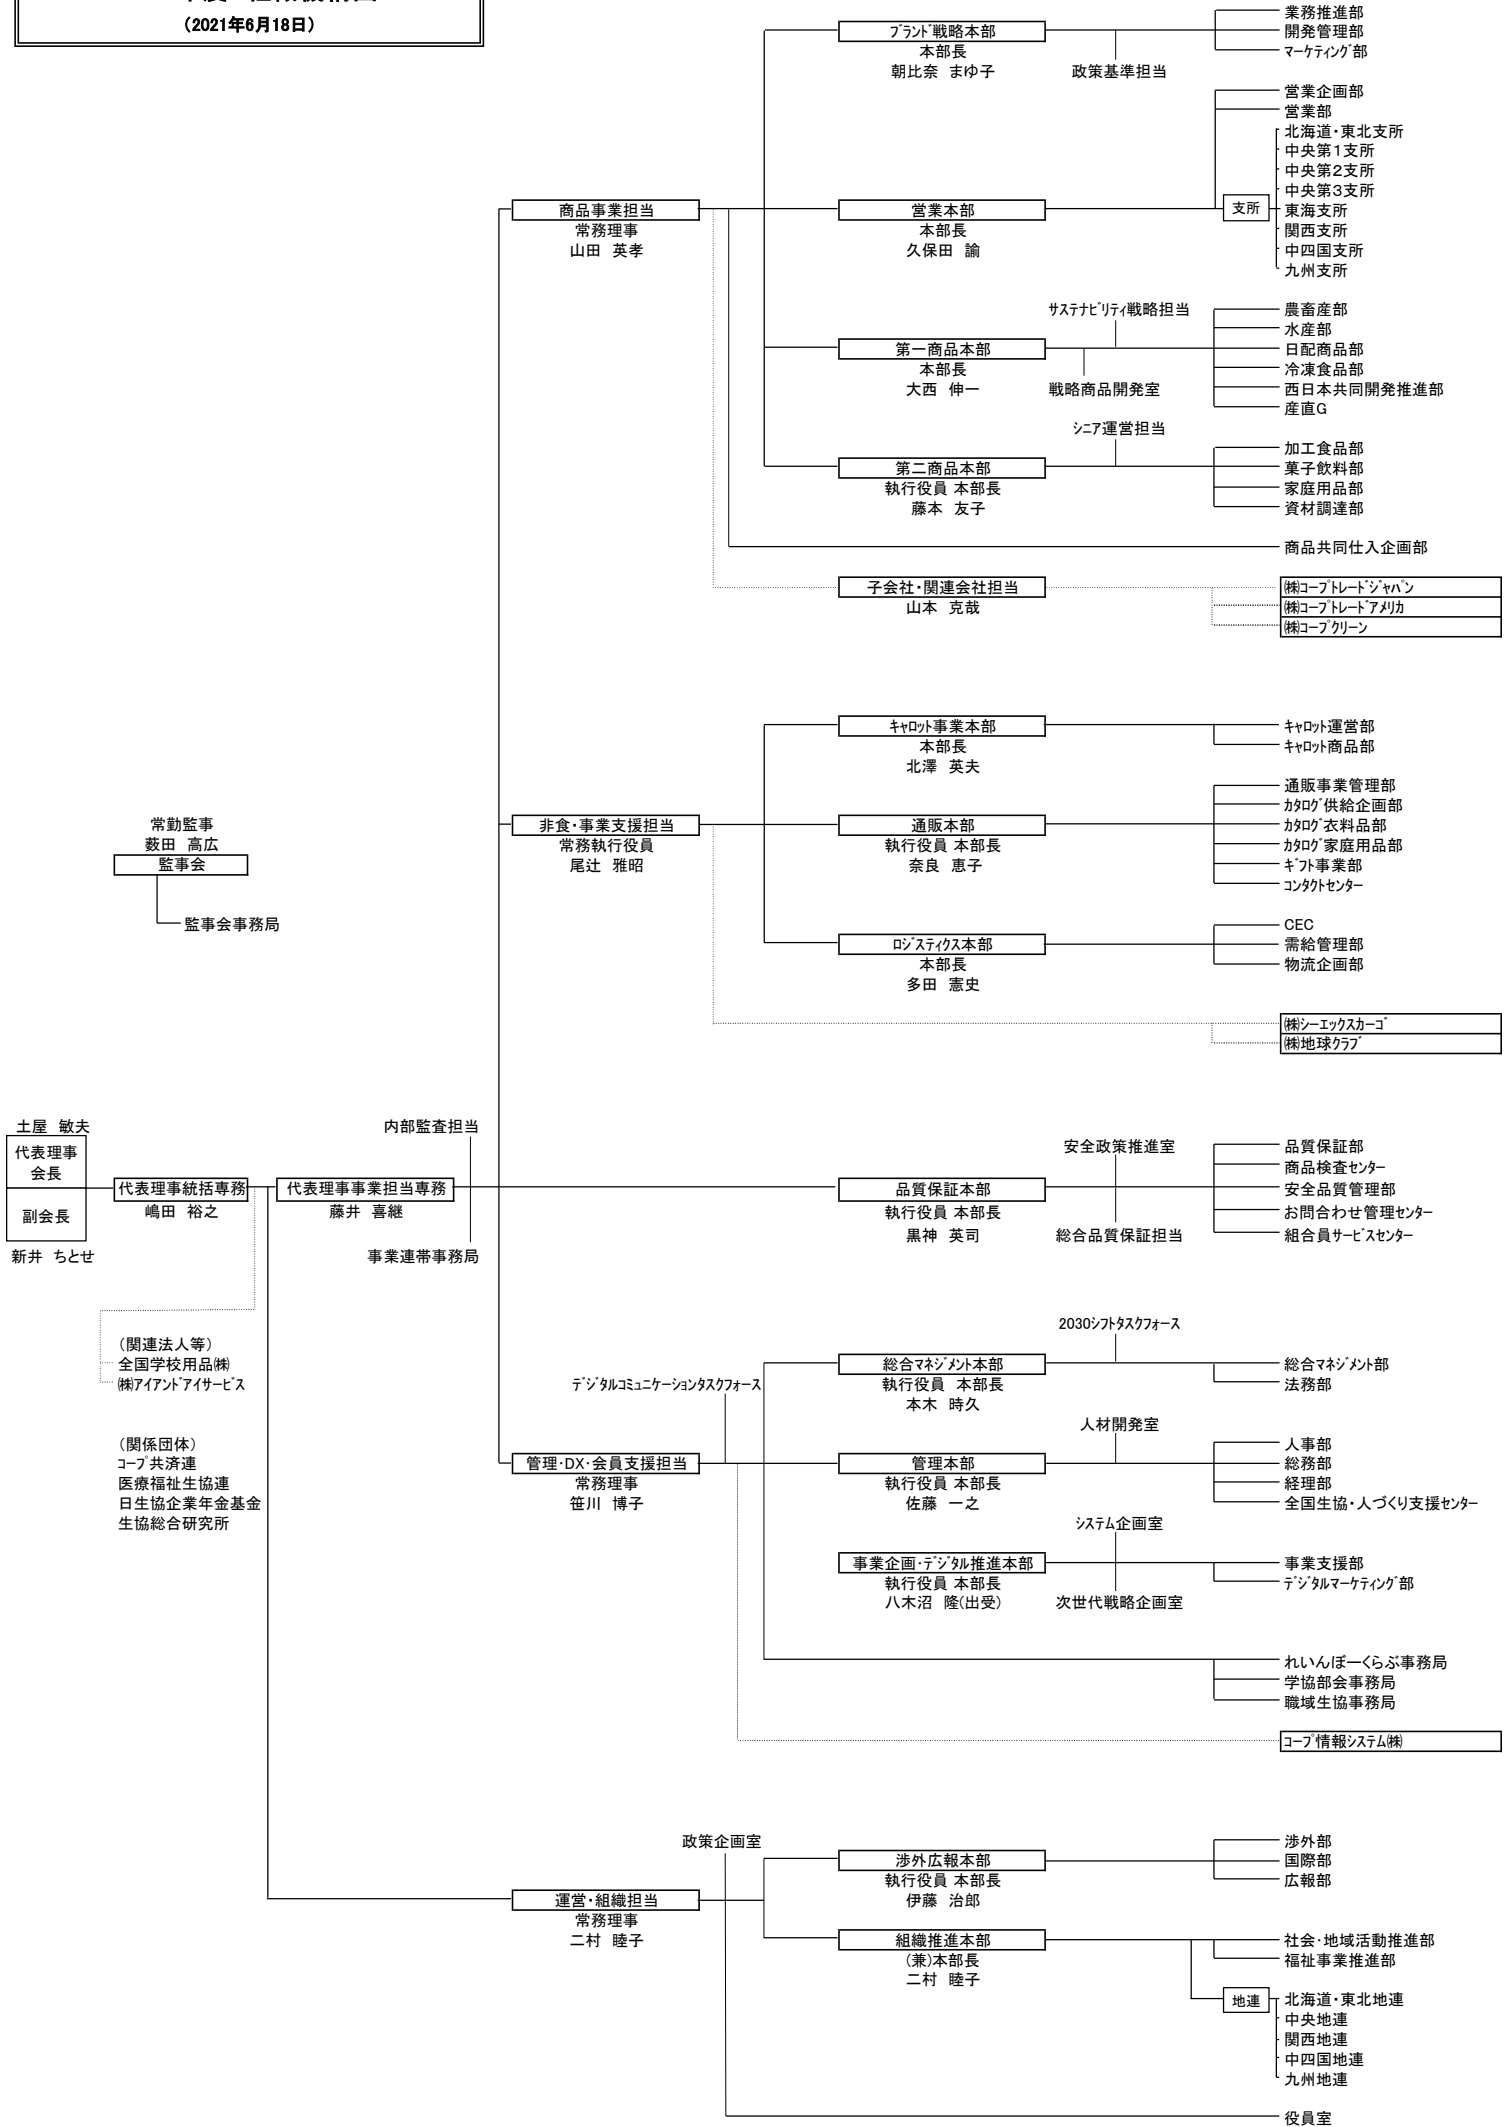 （2021年6月18日）
ﾌﾞﾗﾝﾄﾞ戦略本部
本部長
朝比奈 まゆ子
政策基準担当
業務推進部
開発管理部
ﾏｰｹﾃｨﾝｸﾞ部
商品事業担当
常務理事
山田 英孝
営業本部
本部長
久保田 諭
営業企画部
営業部
支所
北海道・東北支所
中央第1支所
中央第2支所
中央第3支所
東海支所
関西支所
中四国支所
九州支所
ｻｽﾃﾅﾋﾞﾘﾃｨ戦略担当
第一商品本部
本部長
大西 伸一
戦略商品開発室
農畜産部
水産部
日配商品部
冷凍食品部
西日本共同開発推進部
産直G
ｼﾆｱ運営担当
第二商品本部
執行役員 本部長
藤本 友子
加工食品部
菓子飲料部
家庭用品部
資材調達部
商品共同仕入企画部
子会社・関連会社担当
山本 克哉
㈱ｺｰﾌﾟﾄﾚｰﾄﾞｼﾞｬﾊﾟﾝ
㈱ｺｰﾌﾟﾄﾚｰﾄﾞｱﾒﾘｶ
㈱ｺｰﾌﾟｸﾘｰﾝ
ｷｬﾛｯﾄ事業本部
本部長
北澤 英夫
ｷｬﾛｯﾄ運営部
ｷｬﾛｯﾄ商品部
常勤監事
薮田 高広
監事会
監事会事務局
非食・事業支援担当
常務執行役員
尾辻 雅昭
通販本部
執行役員 本部長
奈良 恵子
通販事業管理部
ｶﾀﾛｸﾞ供給企画部
ｶﾀﾛｸﾞ衣料品部
ｶﾀﾛｸﾞ家庭用品部
ｷﾞﾌﾄ事業部
ｺﾝﾀｸﾄｾﾝﾀｰ
ﾛｼﾞｽﾃｨｸｽ本部
本部長
多田 憲史
CEC
需給管理部
物流企画部
㈱ｼｰｴｯｸｽｶｰｺﾞ
㈱地球ｸﾗﾌﾞ
土屋 敏夫
代表理事
会長
副会長
新井 ちとせ
代表理事統括専務
嶋田 裕之
内部監査担当
代表理事事業担当専務
藤井 喜継
事業連帯事務局
安全政策推進室
品質保証本部
執行役員 本部長
黒神 英司
総合品質保証担当
品質保証部
商品検査ｾﾝﾀｰ
安全品質管理部
お問合わせ管理ｾﾝﾀｰ
組合員ｻｰﾋﾞｽｾﾝﾀｰ
（関連法人等）
全国学校用品㈱
㈱ｱｲｱﾝﾄﾞｱｲｻｰﾋﾞｽ
（関係団体）
ｺｰﾌﾟ共済連
医療福祉生協連
日生協企業年金基金
生協総合研究所
2030ｼﾌﾄﾀｽｸﾌｫｰｽ
総合ﾏﾈｼﾞﾒﾝﾄ本部
執行役員 本部長
本木 時久
総合ﾏﾈｼﾞﾒﾝﾄ部
法務部
ﾃﾞｼﾞﾀﾙｺﾐｭﾆｹｰｼｮﾝﾀｽｸﾌｫｰｽ
管理・DX・会員支援担当
常務理事
笹川 博子
人材開発室
管理本部
執行役員 本部長
佐藤 一之
人事部
総務部
経理部
全国生協・人づくり支援ｾﾝﾀｰ
ｼｽﾃﾑ企画室
事業企画・ﾃﾞｼﾞﾀﾙ推進本部
執行役員 本部長
八木沼 隆(出受)
次世代戦略企画室
事業支援部
ﾃﾞｼﾞﾀﾙﾏｰｹﾃｨﾝｸﾞ部
れいんぼーくらぶ事務局
学協部会事務局
職域生協事務局
ｺｰﾌﾟ情報ｼｽﾃﾑ㈱
政策企画室
運営・組織担当
常務理事
二村 睦子
渉外広報本部
執行役員 本部長
伊藤 治郎
渉外部
国際部
広報部
組織推進本部
(兼)本部長
二村 睦子
社会・地域活動推進部
福祉事業推進部
地連
北海道・東北地連
中央地連
関西地連
中四国地連
九州地連
役員室